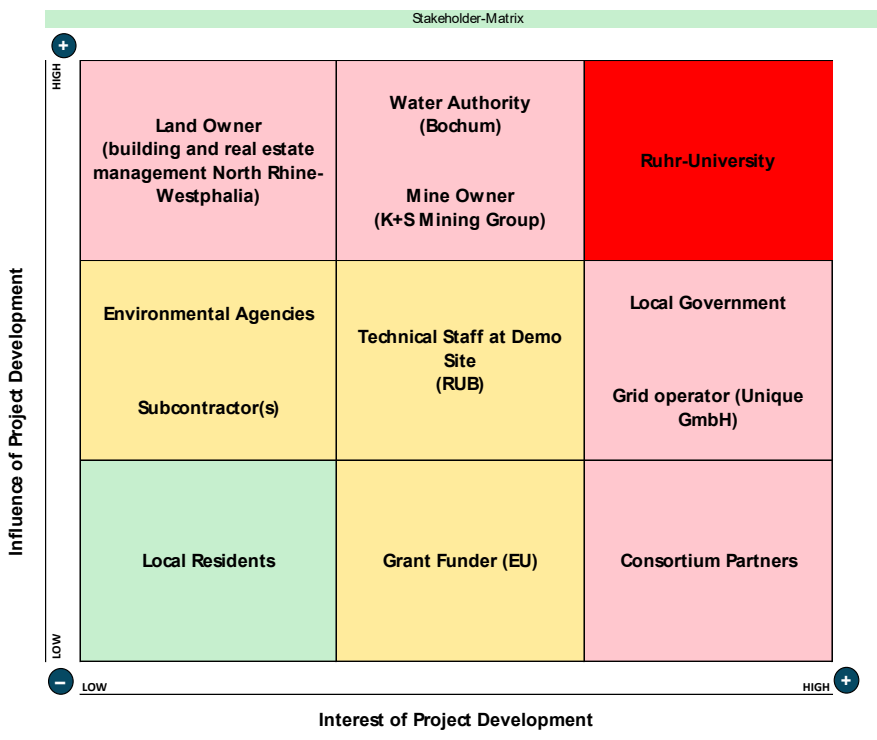 Stakeholder-Matrix
+
HIGH
Land Owner
(building and real estate
management North Rhine-
Westphalia)
Water Authority
(Bochum)
Mine Owner
(K+S Mining Group)
Ruhr-University
Influence of Project Development
Environmental Agencies
Subcontractor(s)
Technical Staff at Demo
Site
(RUB)
Local Government
Grid operator (Unique
GmbH)
Local Residents
Grant Funder (EU)
Consortium Partners
LOW
−
LOW
HIGH
+
Interest of Project Development